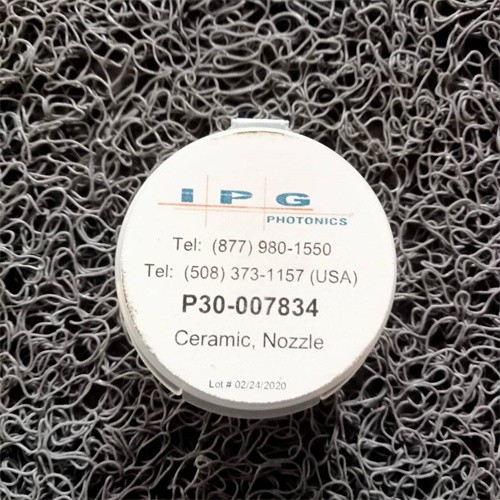 IPG
PHOTONICS
Tel: (877) 980-1550
Tel: (508) 373-1157 (USA)
P30-007834
Ceramic, Nozzle
Lot # 02/24/2020